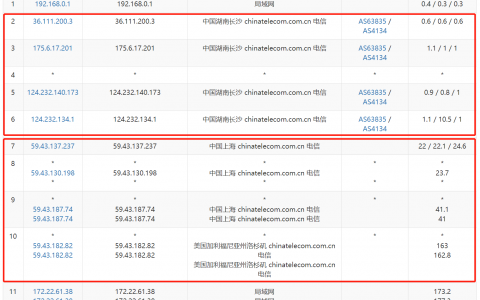 1 192.168.0.1 192.168.0.1 局域网 * 0.4 / 0.3 / 0.3
2 36.111.200.3 36.111.200.3 中国湖南长沙 chinatelecom.com.cn 电信 AS63835 / AS4134 0.6 / 0.6 / 0.6
3 175.6.17.201 175.6.17.201 中国湖南长沙 chinatelecom.com.cn 电信 AS63835 / AS4134 1.1 / 1 / 1
4 * * * * *
5 124.232.140.173 124.232.140.173 中国湖南长沙 chinatelecom.com.cn 电信 AS63835 / AS4134 0.9 / 0.8 / 1
6 124.232.134.1 124.232.134.1 中国湖南长沙 chinatelecom.com.cn 电信 AS63835 / AS4134 1.1 / 10.5 / 1
7 59.43.137.237 59.43.137.237 中国上海 chinatelecom.com.cn 电信 * 22 / 22.1 / 24.6
8 * * * * *
59.43.130.198 59.43.130.198 中国上海 chinatelecom.com.cn 电信 * 23.7
* * * * *
9 * * * * *
59.43.187.74 59.43.187.74 中国上海 chinatelecom.com.cn 电信 * 41.1
59.43.187.74 59.43.187.74 中国上海 chinatelecom.com.cn 电信 * 41
10 * * * * *
59.43.182.82 59.43.182.82 美国加利福尼亚州洛杉矶 chinatelecom.com.cn 电信 * 163
59.43.182.82 59.43.182.82 美国加利福尼亚州洛杉矶 chinatelecom.com.cn 电信 * 162.8
11 172.22.61.38 172.22.61.38 局域网 * 173.2
172.22.61.38 172.22.61.38 局域网